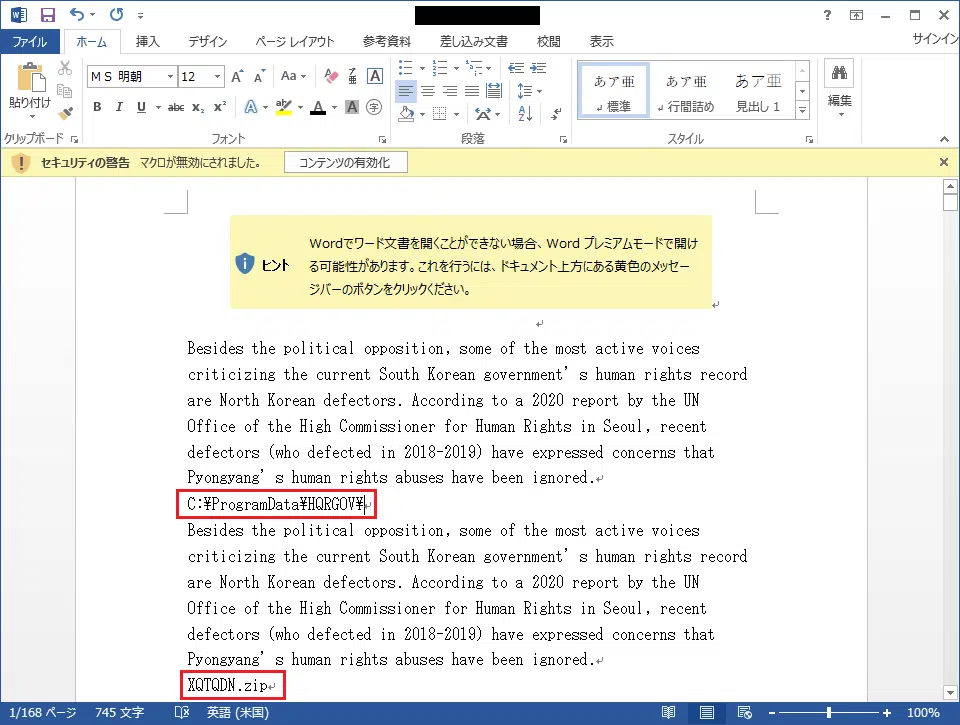 ファイル ホーム 挿入 デザイン ページ レイアウト 参考資料 差し込み文書 校閲 表示 サインイン
貼り付け
MS 明朝 12 Aa A
B I U abc x₂ x² A ab A A 字
あア亜 あア亜 あア亜
↲標準 ↲行間詰め 見出し 1
編集
クリップボード フォント 段落 スタイル
セキュリティの警告 マクロが無効にされました。 コンテンツの有効化
ヒント
Wordでワード文書を開くことができない場合、Word プレミアムモードで開け
る可能性があります。これを行うには、ドキュメント上方にある黄色のメッセー
ジバーのボタンをクリックください。
Besides the political opposition, some of the most active voices
criticizing the current South Korean government’s human rights record
are North Korean defectors. According to a 2020 report by the UN
Office of the High Commissioner for Human Rights in Seoul, recent
defectors (who defected in 2018-2019) have expressed concerns that
Pyongyang’s human rights abuses have been ignored.
C:¥ProgramData¥HQRGOV¥
Besides the political opposition, some of the most active voices
criticizing the current South Korean government’s human rights record
are North Korean defectors. According to a 2020 report by the UN
Office of the High Commissioner for Human Rights in Seoul, recent
defectors (who defected in 2018-2019) have expressed concerns that
Pyongyang’s human rights abuses have been ignored.
XQTQDN.zip
1/168 ページ 745 文字 英語 (米国) 100%